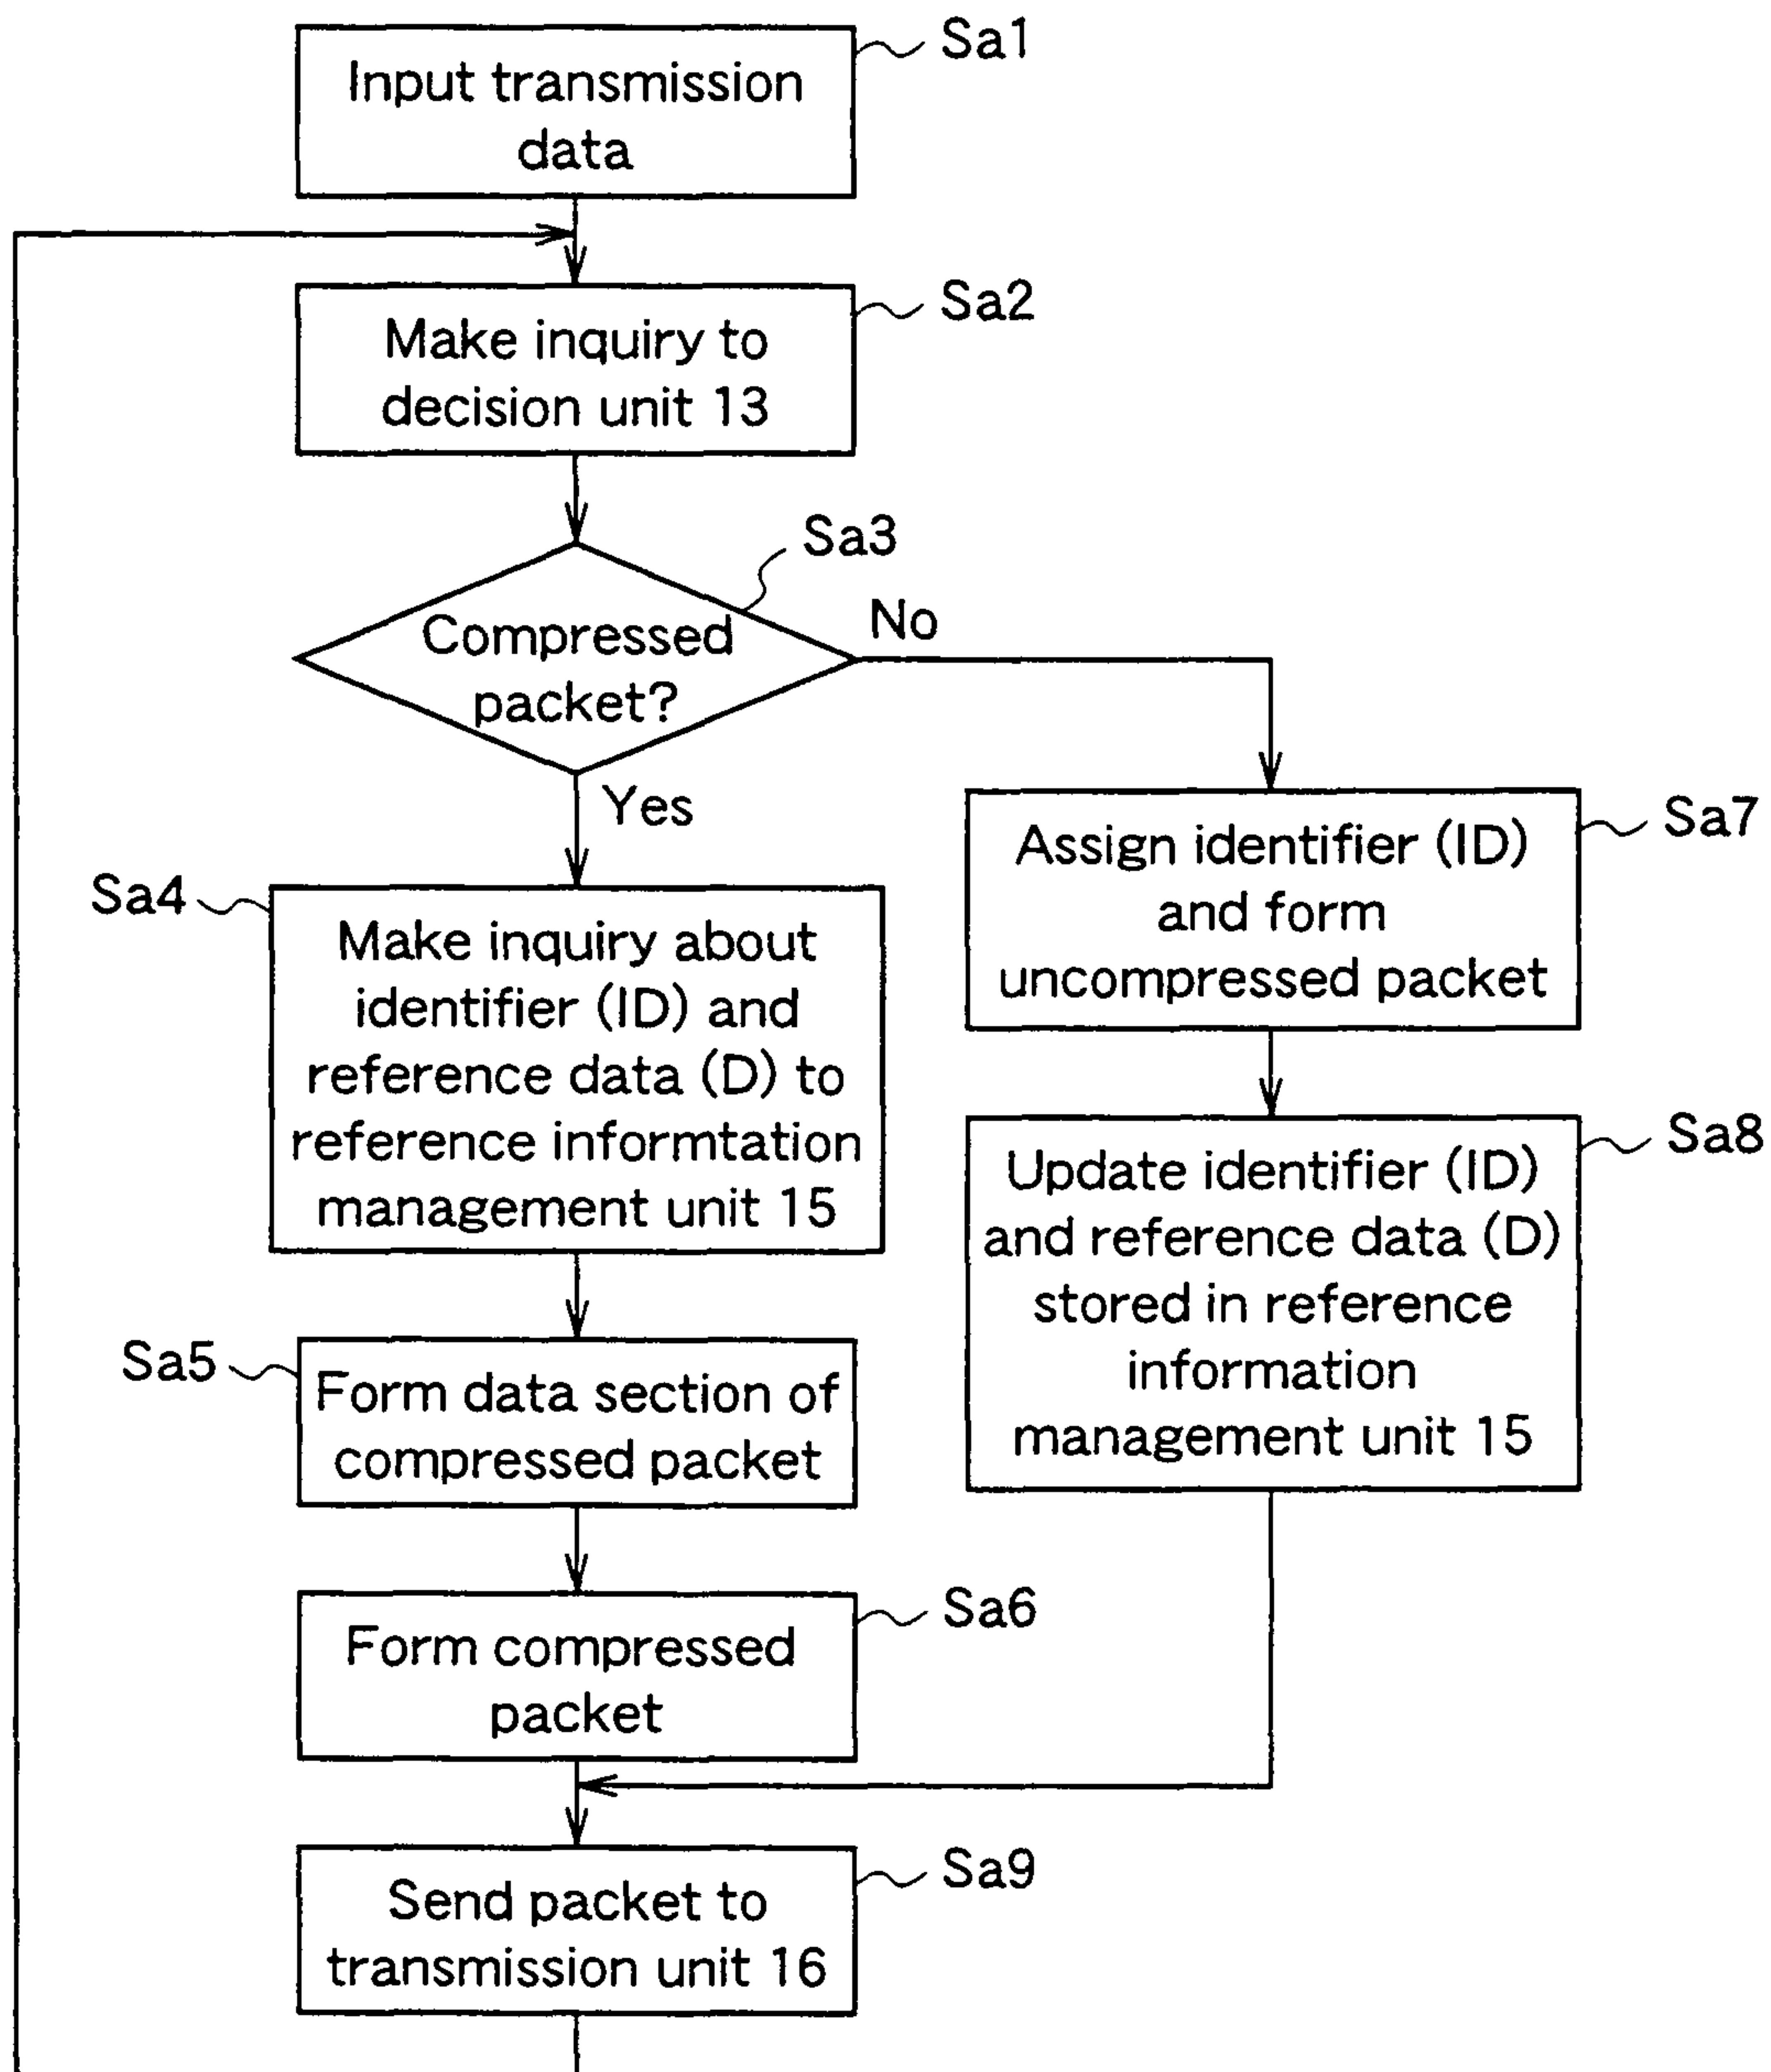 Sa1
Input transmission
data
Sa2
Make inquiry to
decision unit 13
Sa3
Compressed
packet?
No
Yes
Sa4
Make inquiry about
identifier (ID) and
reference data (D) to
reference informtation
management unit 15
Sa5
Form data section of
compressed packet
Sa6
Form compressed
packet
Sa7
Assign identifier (ID)
and form
uncompressed packet
Sa8
Update identifier (ID)
and reference data (D)
stored in reference
information
management unit 15
Sa9
Send packet to
transmission unit 16